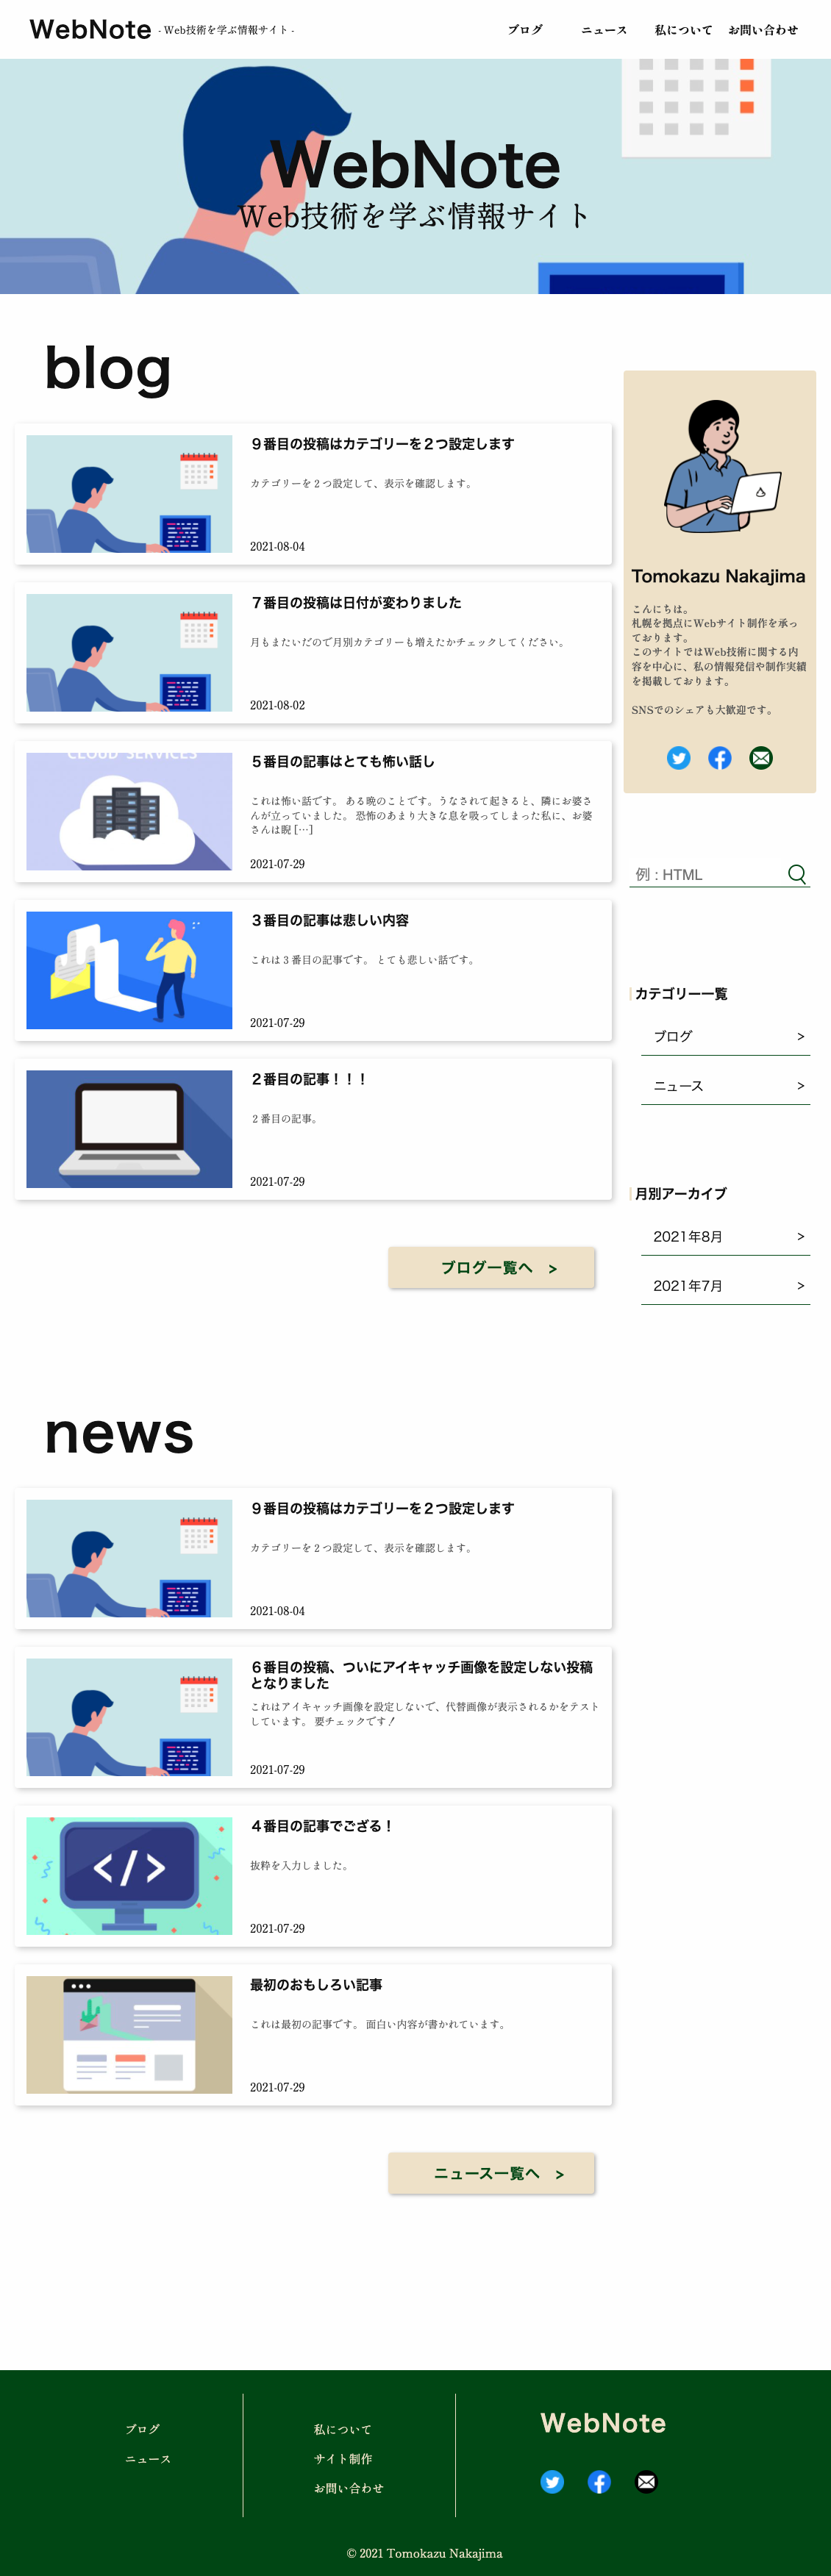 WebNote - Web技術を学ぶ情報サイト -
ブログ ニュース 私について お問い合わせ
WebNote
Web技術を学ぶ情報サイト
blog
９番目の投稿はカテゴリーを２つ設定します
カテゴリーを２つ設定して、表示を確認します。
2021-08-04
７番目の投稿は日付が変わりました
月もまたいだので月別カテゴリーも増えたかチェックしてください。
2021-08-02
CLOUD SERVICES
５番目の記事はとても怖い話し
これは怖い話です。 ある晩のことです。うなされて起きると、隣にお婆さ
んが立っていました。 恐怖のあまり大きな息を吸ってしまった私に、お婆
さんは睨 […]
2021-07-29
３番目の記事は悲しい内容
これは３番目の記事です。 とても悲しい話です。
2021-07-29
２番目の記事！！！
２番目の記事。
2021-07-29
ブログ一覧へ >
Tomokazu Nakajima
こんにちは。
札幌を拠点にWebサイト制作を承っ
ております。
このサイトではWeb技術に関する内
容を中心に、私の情報発信や制作実績
を掲載しております。
SNSでのシェアも大歓迎です。
例 : HTML
カテゴリー一覧
ブログ >
ニュース >
月別アーカイブ
2021年8月 >
2021年7月 >
news
９番目の投稿はカテゴリーを２つ設定します
カテゴリーを２つ設定して、表示を確認します。
2021-08-04
６番目の投稿、ついにアイキャッチ画像を設定しない投稿
となりました
これはアイキャッチ画像を設定しないで、代替画像が表示されるかをテスト
しています。 要チェックです！
2021-07-29
</>
４番目の記事でござる！
抜粋を入力しました。
2021-07-29
最初のおもしろい記事
これは最初の記事です。 面白い内容が書かれています。
2021-07-29
ニュース一覧へ >
ブログ
ニュース
私について
サイト制作
お問い合わせ
WebNote
© 2021 Tomokazu Nakajima